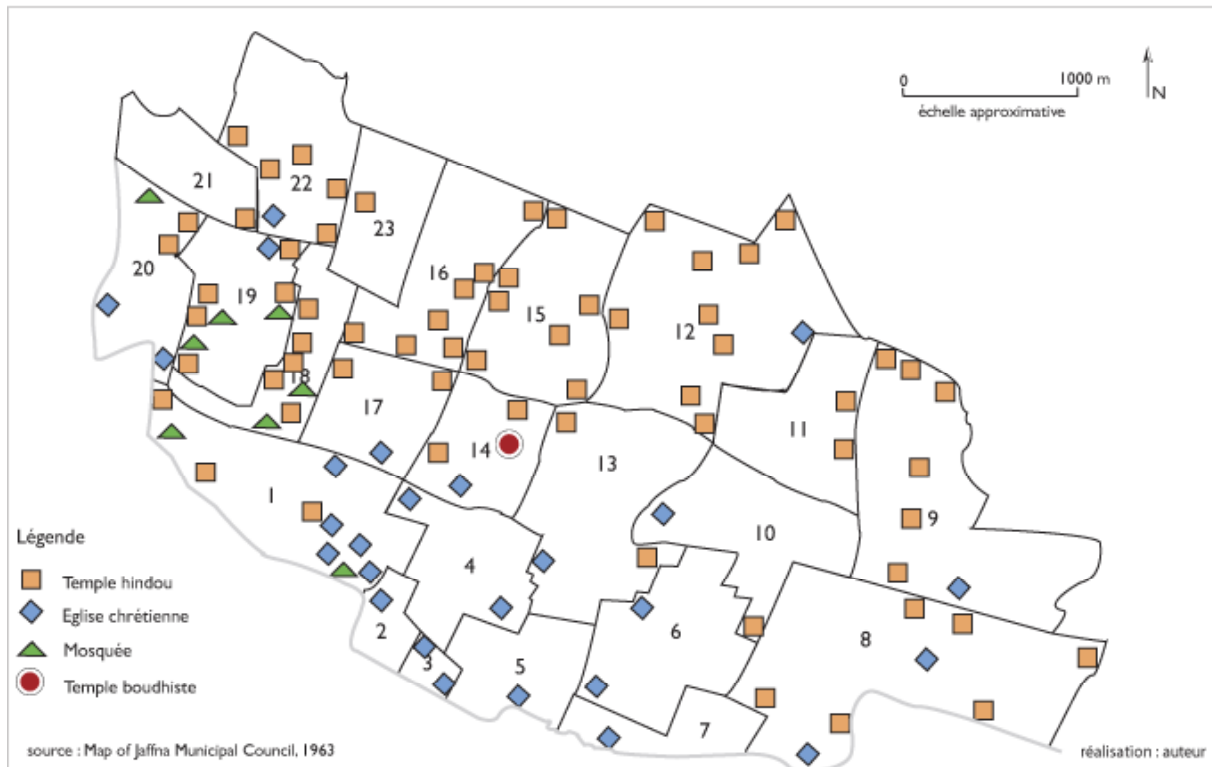 0 1000 m
échelle approximative
N
21
22
23
20
19
16
15
12
18
17
14
13
11
1
10
9
4
2
3
5
6
8
7
Légende
Temple hindou
Eglise chrétienne
Mosquée
Temple boudhiste
source : Map of Jaffna Municipal Council, 1963
réalisation : auteur